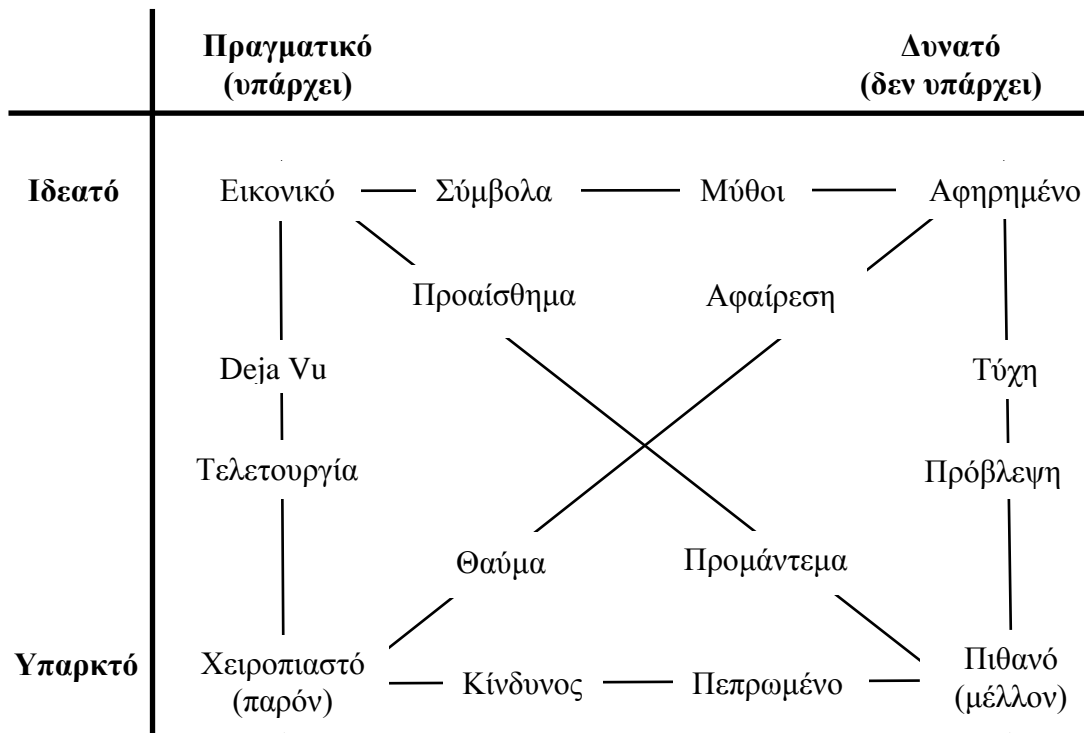 Πραγματικό
(υπάρχει)
Δυνατό
(δεν υπάρχει)
Ιδεατό
Εικονικό
Σύμβολα
Μύθοι
Αφηρημένο
Προαίσθημα
Αφαίρεση
Deja Vu
Τύχη
Τελετουργία
Πρόβλεψη
Θαύμα
Προμάντεμα
Υπαρκτό
Χειροπιαστό
(παρόν)
Κίνδυνος
Πεπρωμένο
Πιθανό
(μέλλον)